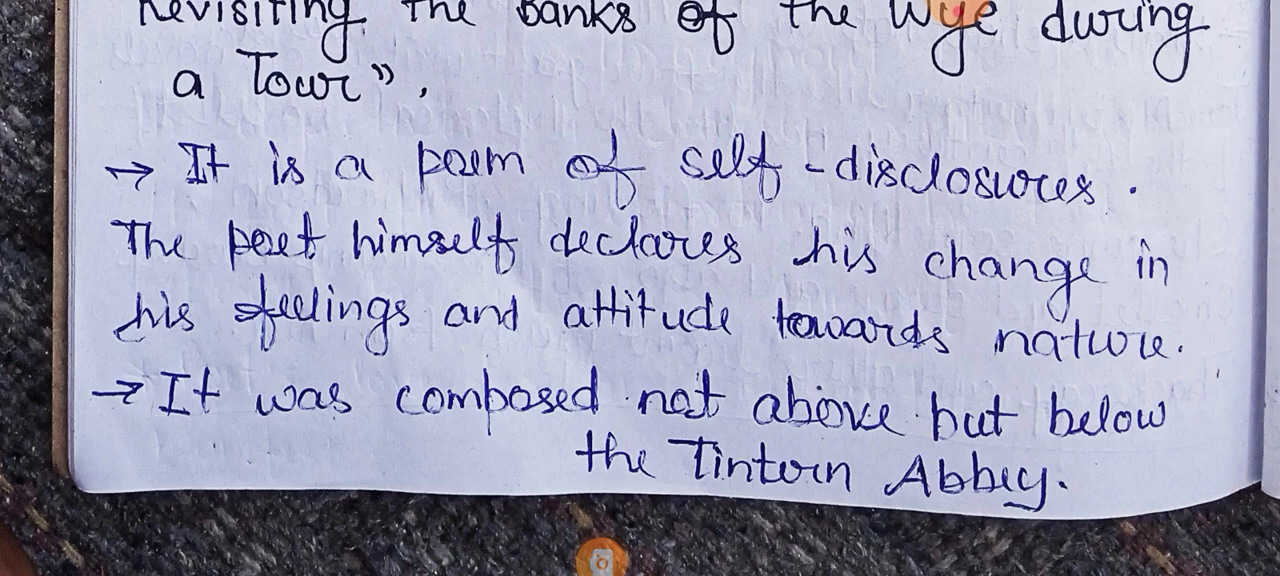 Revisiting the banks of the Wye during
a Tour",
→ It is a poem of self-disclosures.
The poet himself declares his change in
his feelings and attitude towards nature.
→ It was composed not above but below
the Tintern Abbey.